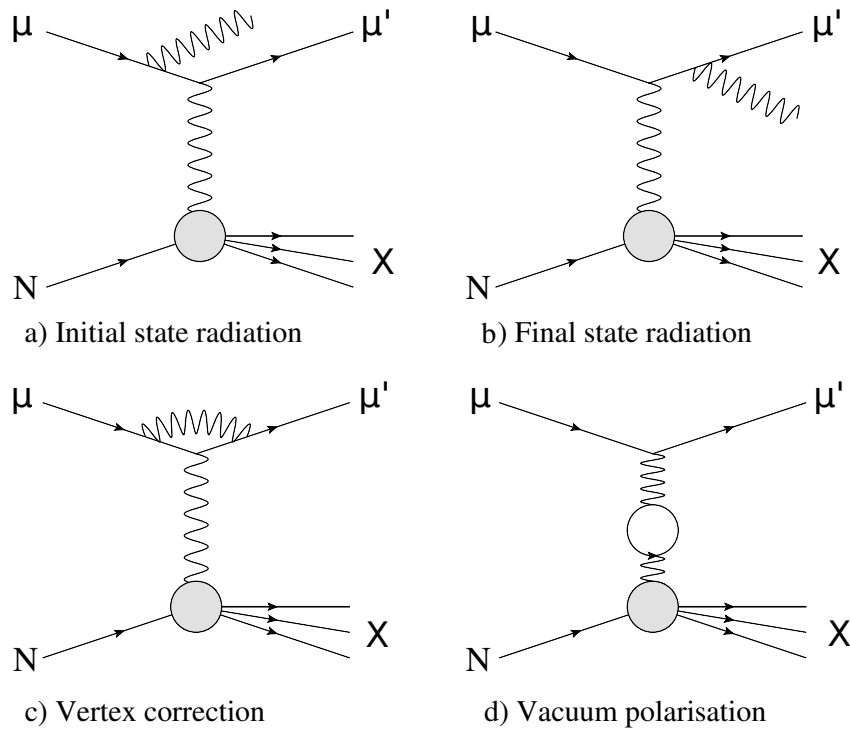 μ μ' μ μ'
N X N X
a) Initial state radiation b) Final state radiation
μ μ' μ μ'
N X N X
c) Vertex correction d) Vacuum polarisation